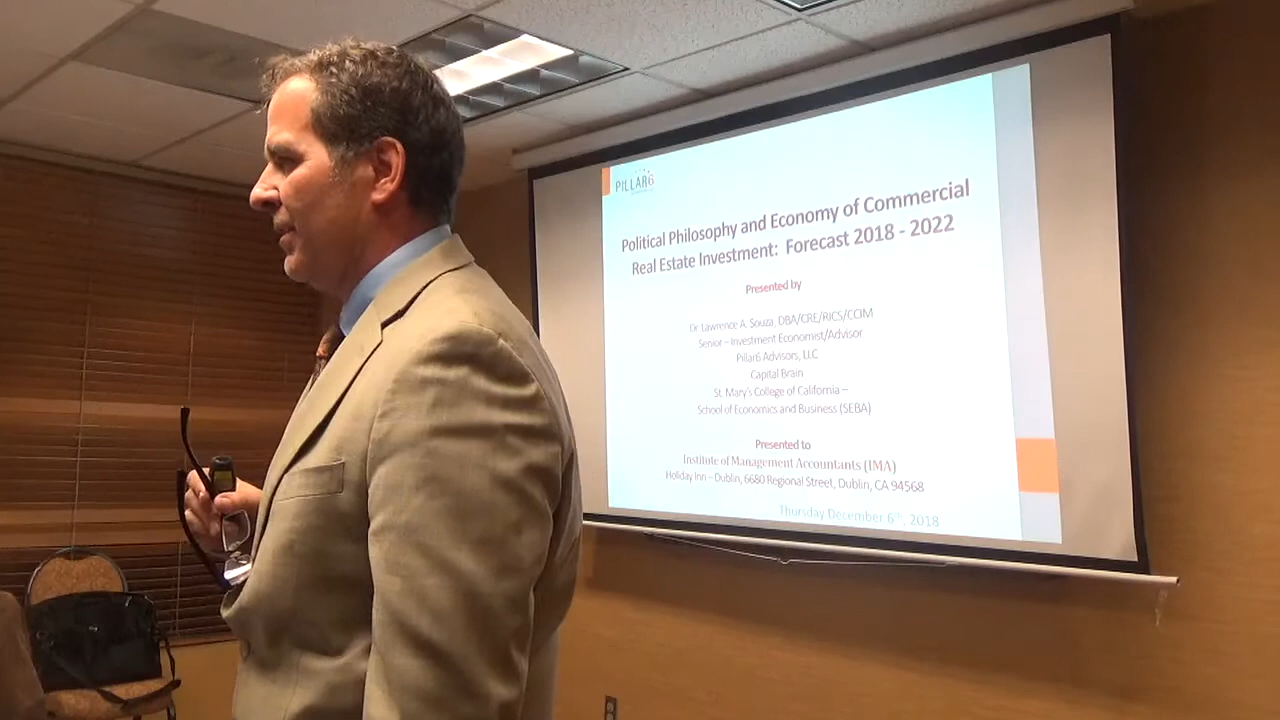 PILLAR6
Political Philosophy and Economy of Commercial
Real Estate Investment: Forecast 2018 - 2022
Presented by
Dr. Lawrence A. Souza, DBA/CRE/RICS/CCIM
Senior – Investment Economist/Advisor
Pillar6 Advisors, LLC
Capital Brain
St. Mary's College of California –
School of Economics and Business (SEBA)
Presented to
Institute of Management Accountants (IMA)
Holiday Inn – Dublin, 6680 Regional Street, Dublin, CA 94568
Thursday December 6th, 2018